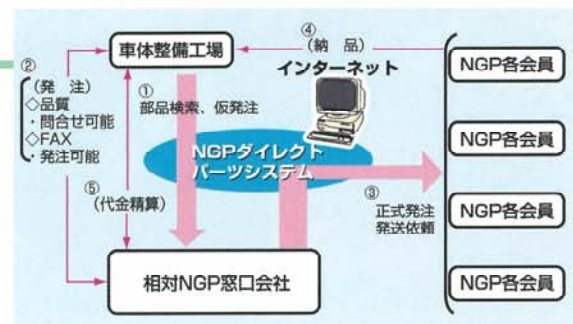 ②
(発 注)
◇品質
・問合せ可能
◇FAX
・発注可能
車体整備工場
①
部品検索、仮発注
④
(納 品)
インターネット
NGPダイレクト
パーツシステム
⑤
(代金精算)
③
正式発注
発送依頼
相対NGP窓口会社
NGP各会員
NGP各会員
NGP各会員
NGP各会員